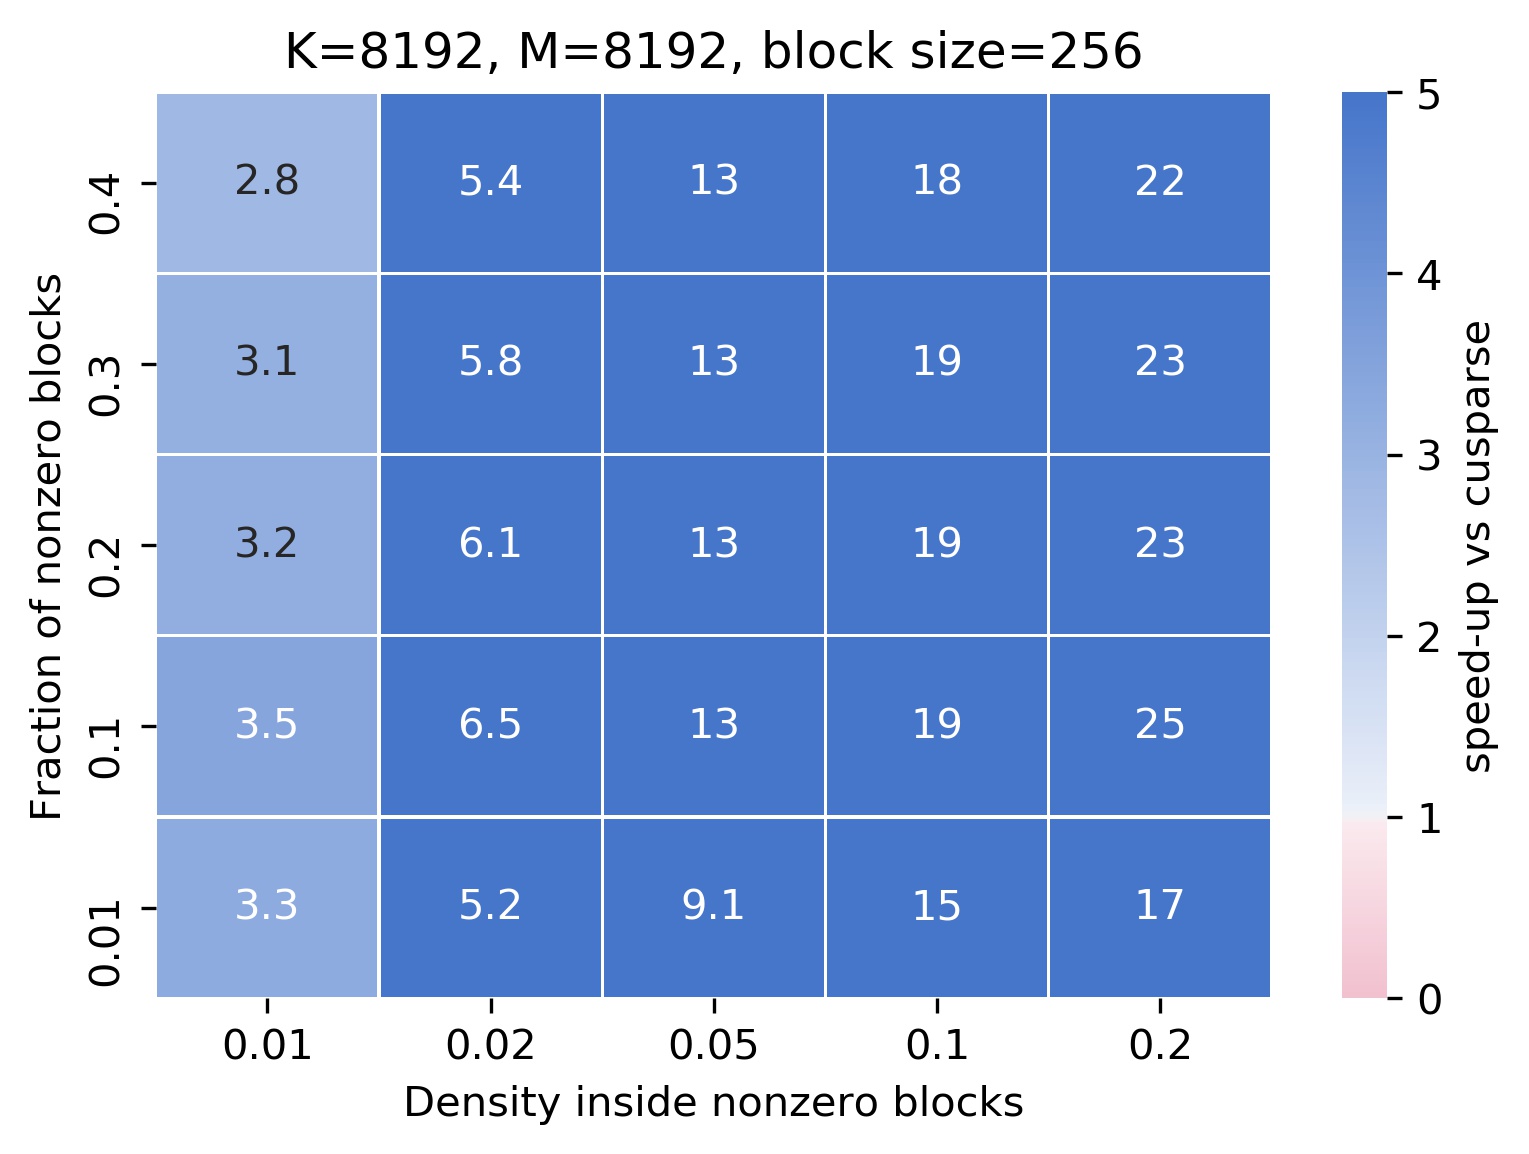 K=8192, M=8192, block size=256
Fraction of nonzero blocks
0.4
2.8 5.4 13 18 22
0.3
3.1 5.8 13 19 23
0.2
3.2 6.1 13 19 23
0.1
3.5 6.5 13 19 25
0.01
3.3 5.2 9.1 15 17
0.01 0.02 0.05 0.1 0.2
Density inside nonzero blocks
5
4
3
2
1
0
speed-up vs cusparse